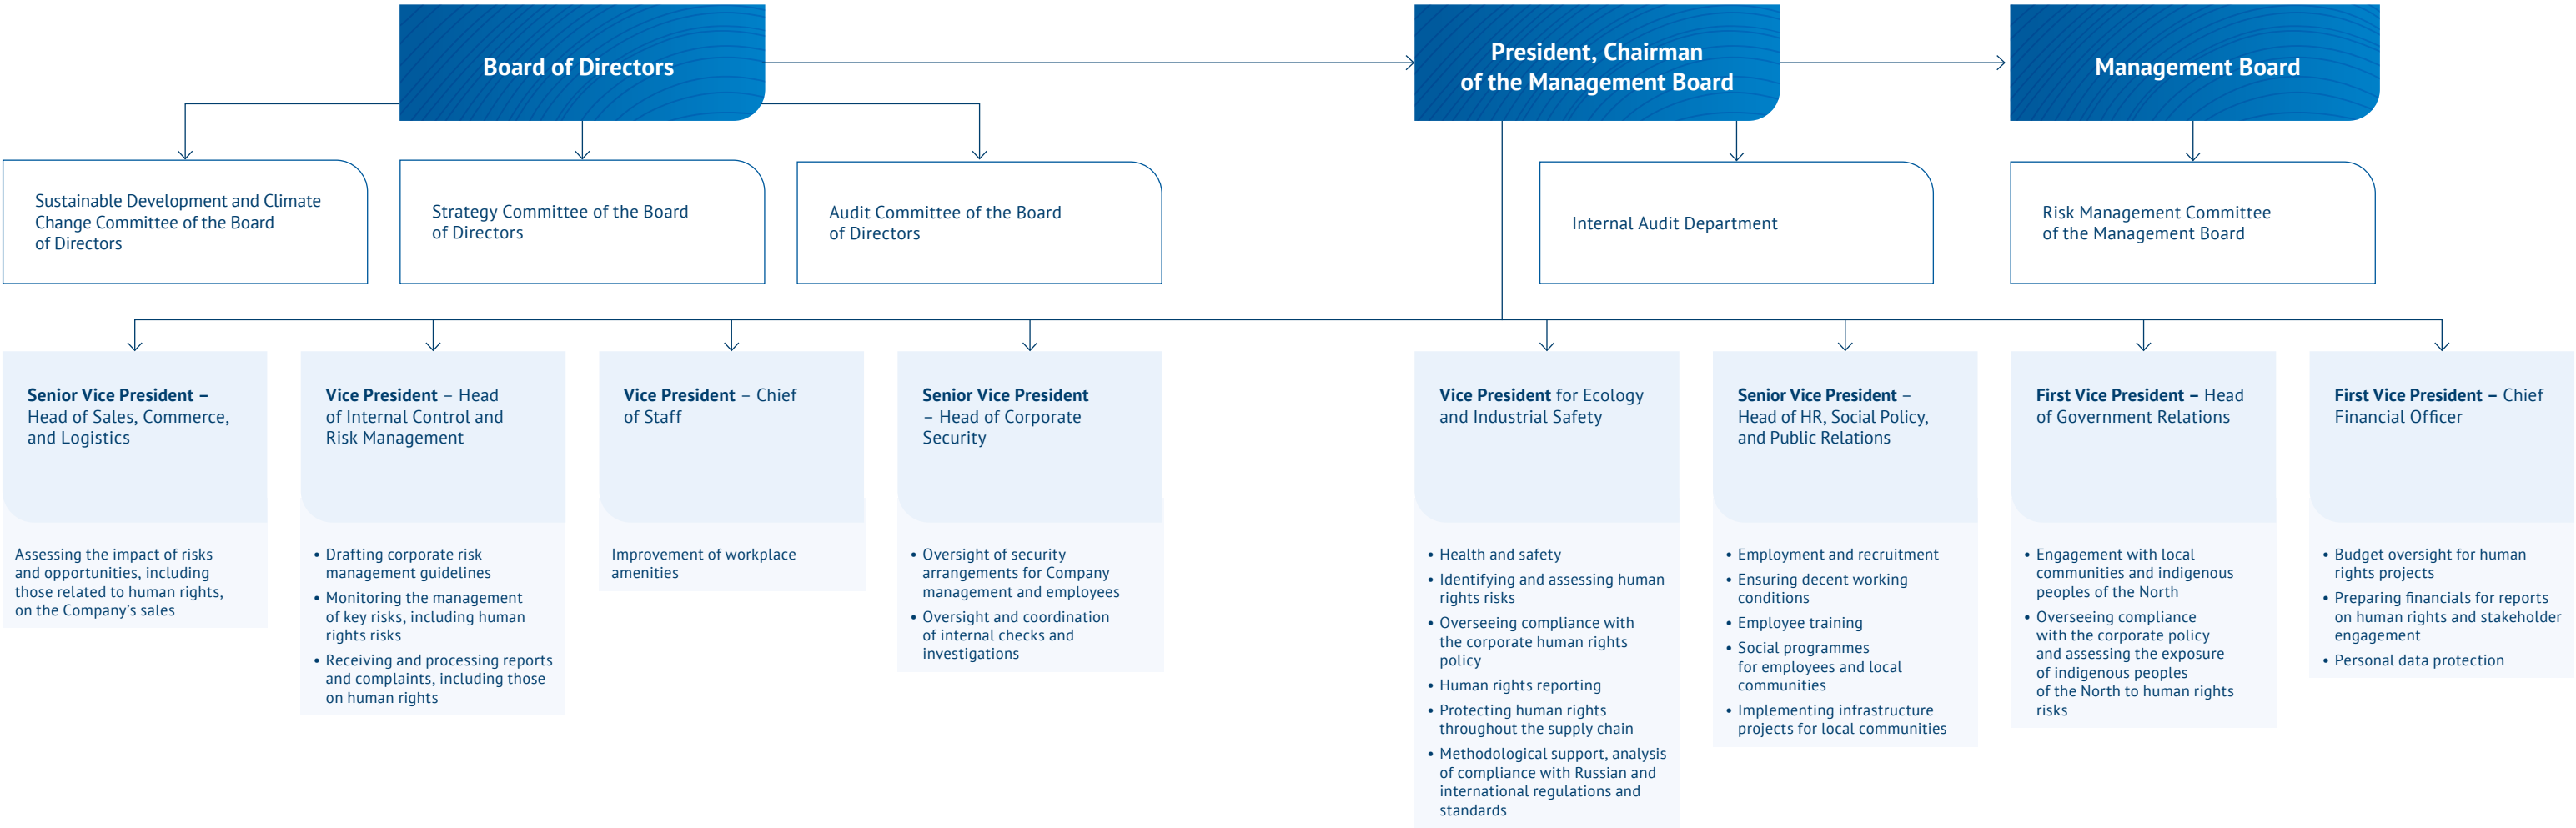 Board of Directors
President, Chairman
of the Management Board
Management Board
Sustainable Development and Climate
Change Committee of the Board
of Directors
Strategy Committee of the Board
of Directors
Audit Committee of the Board
of Directors
Internal Audit Department
Risk Management Committee
of the Management Board
Senior Vice President –
Head of Sales, Commerce,
and Logistics
Assessing the impact of risks
and opportunities, including
those related to human rights,
on the Company’s sales
Vice President – Head
of Internal Control and
Risk Management
• Drafting corporate risk
management guidelines
• Monitoring the management
of key risks, including human
rights risks
• Receiving and processing reports
and complaints, including those
on human rights
Vice President – Chief
of Staff
Improvement of workplace
amenities
Senior Vice President
– Head of Corporate
Security
• Oversight of security
arrangements for Company
management and employees
• Oversight and coordination
of internal checks and
investigations
Vice President for Ecology
and Industrial Safety
• Health and safety
• Identifying and assessing human
rights risks
• Overseeing compliance with
the corporate human rights
policy
• Human rights reporting
• Protecting human rights
throughout the supply chain
• Methodological support, analysis
of compliance with Russian and
international regulations and
standards
Senior Vice President –
Head of HR, Social Policy,
and Public Relations
• Employment and recruitment
• Ensuring decent working
conditions
• Employee training
• Social programmes
for employees and local
communities
• Implementing infrastructure
projects for local communities
First Vice President – Head
of Government Relations
• Engagement with local
communities and indigenous
peoples of the North
• Overseeing compliance
with the corporate policy
and assessing the exposure
of indigenous peoples
of the North to human rights
risks
First Vice President – Chief
Financial Officer
• Budget oversight for human
rights projects
• Preparing financials for reports
on human rights and stakeholder
engagement
• Personal data protection